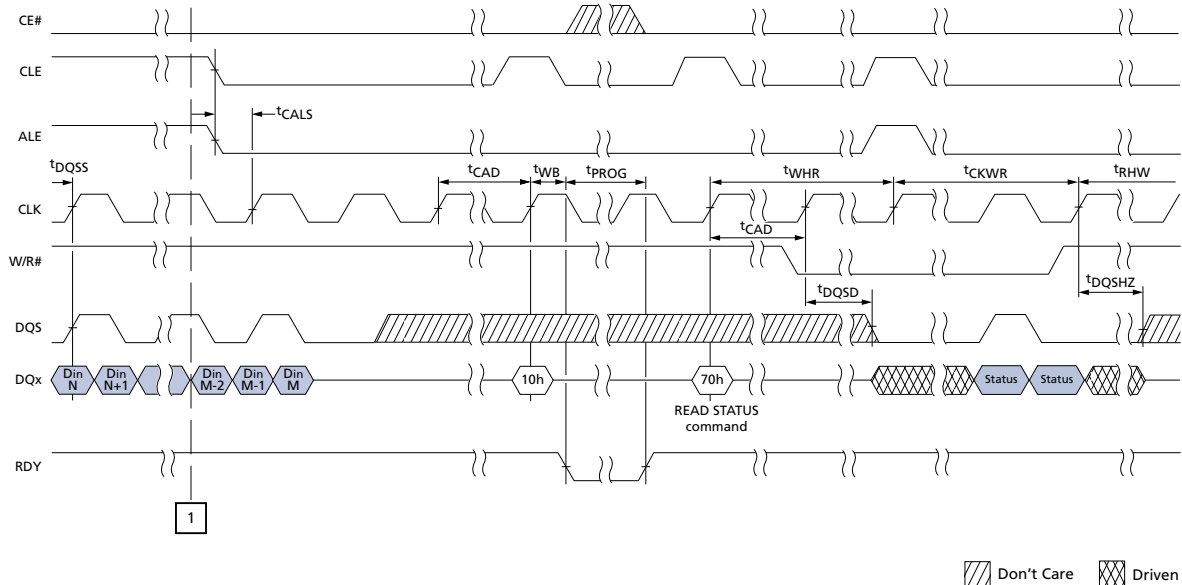 CE#
CLE
tCALS
ALE
tDQSS
tCAD
tWB
tPROG
tWHR
tCKWR
tRHW
CLK
tCAD
W/R#
tDQSD
tDQSHZ
DQS
DQx
Din N
Din N+1
Din M-2
Din M-1
Din M
10h
70h
Status
Status
READ STATUS
command
RDY
1
Don't Care
Driven